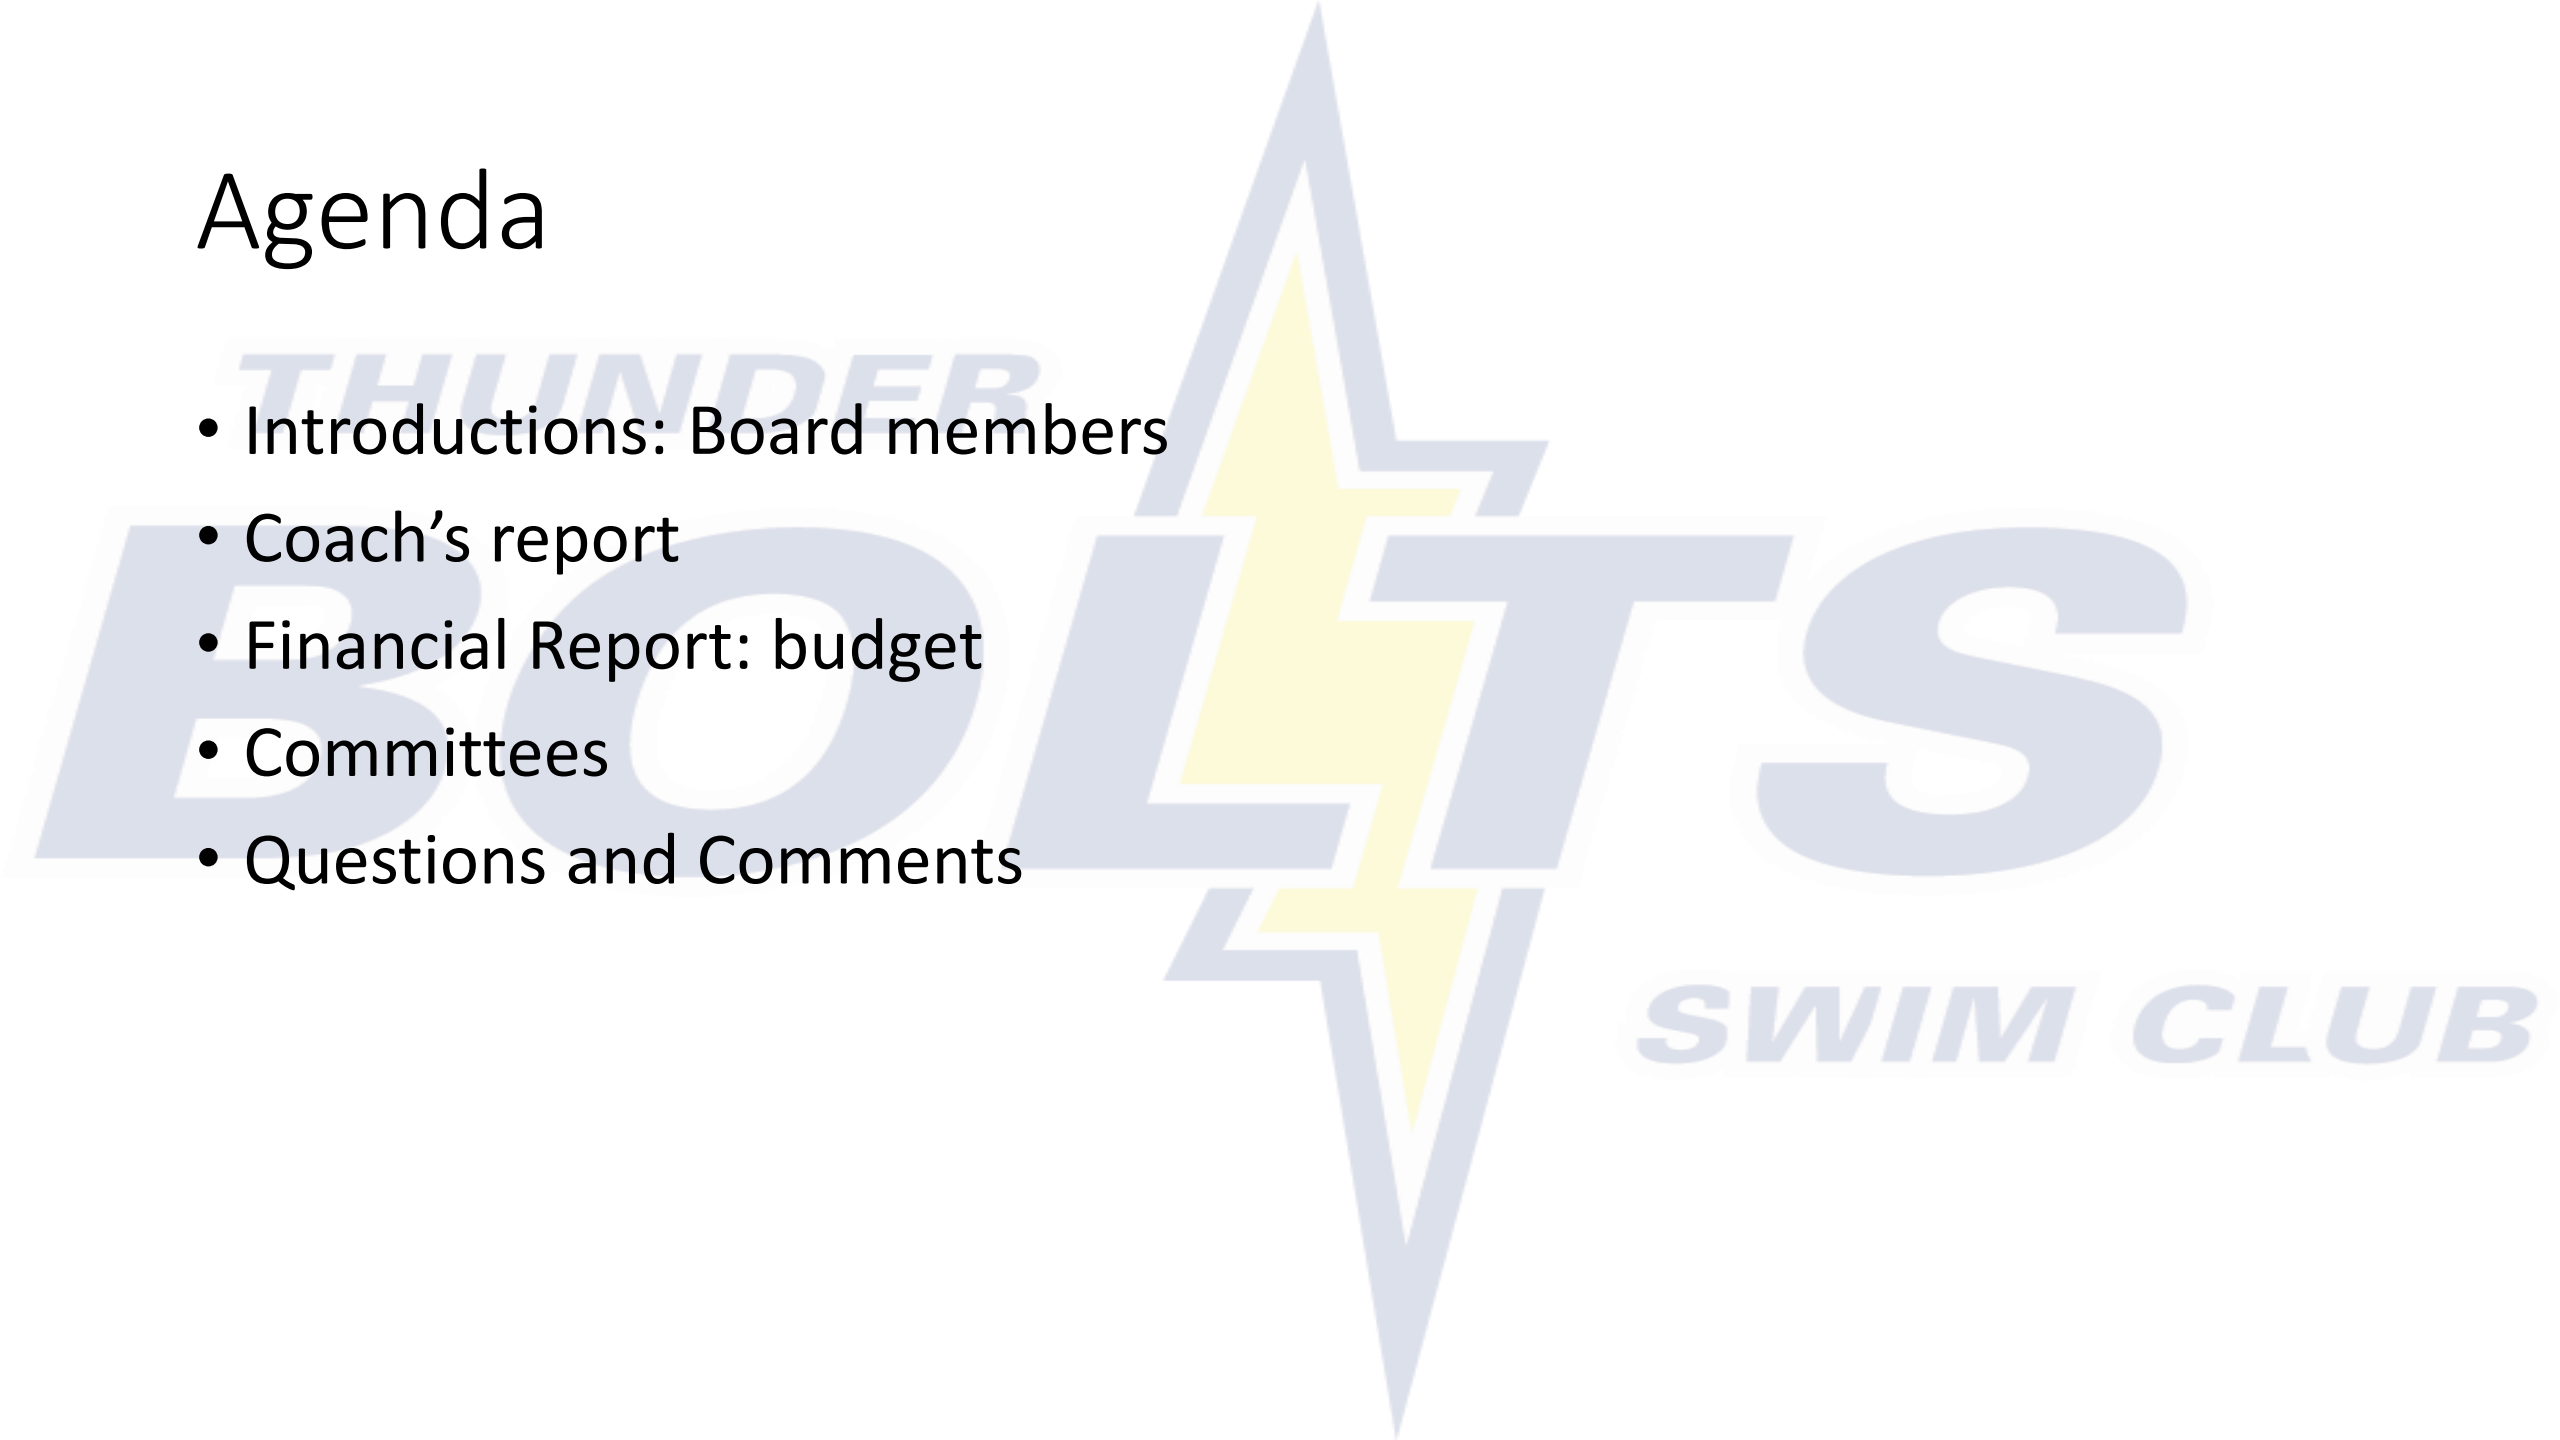 Agenda
THUNDER
• Introductions: Board members
• Coach’s report
BOLTS
• Financial Report: budget
• Committees
• Questions and Comments
SWIM CLUB